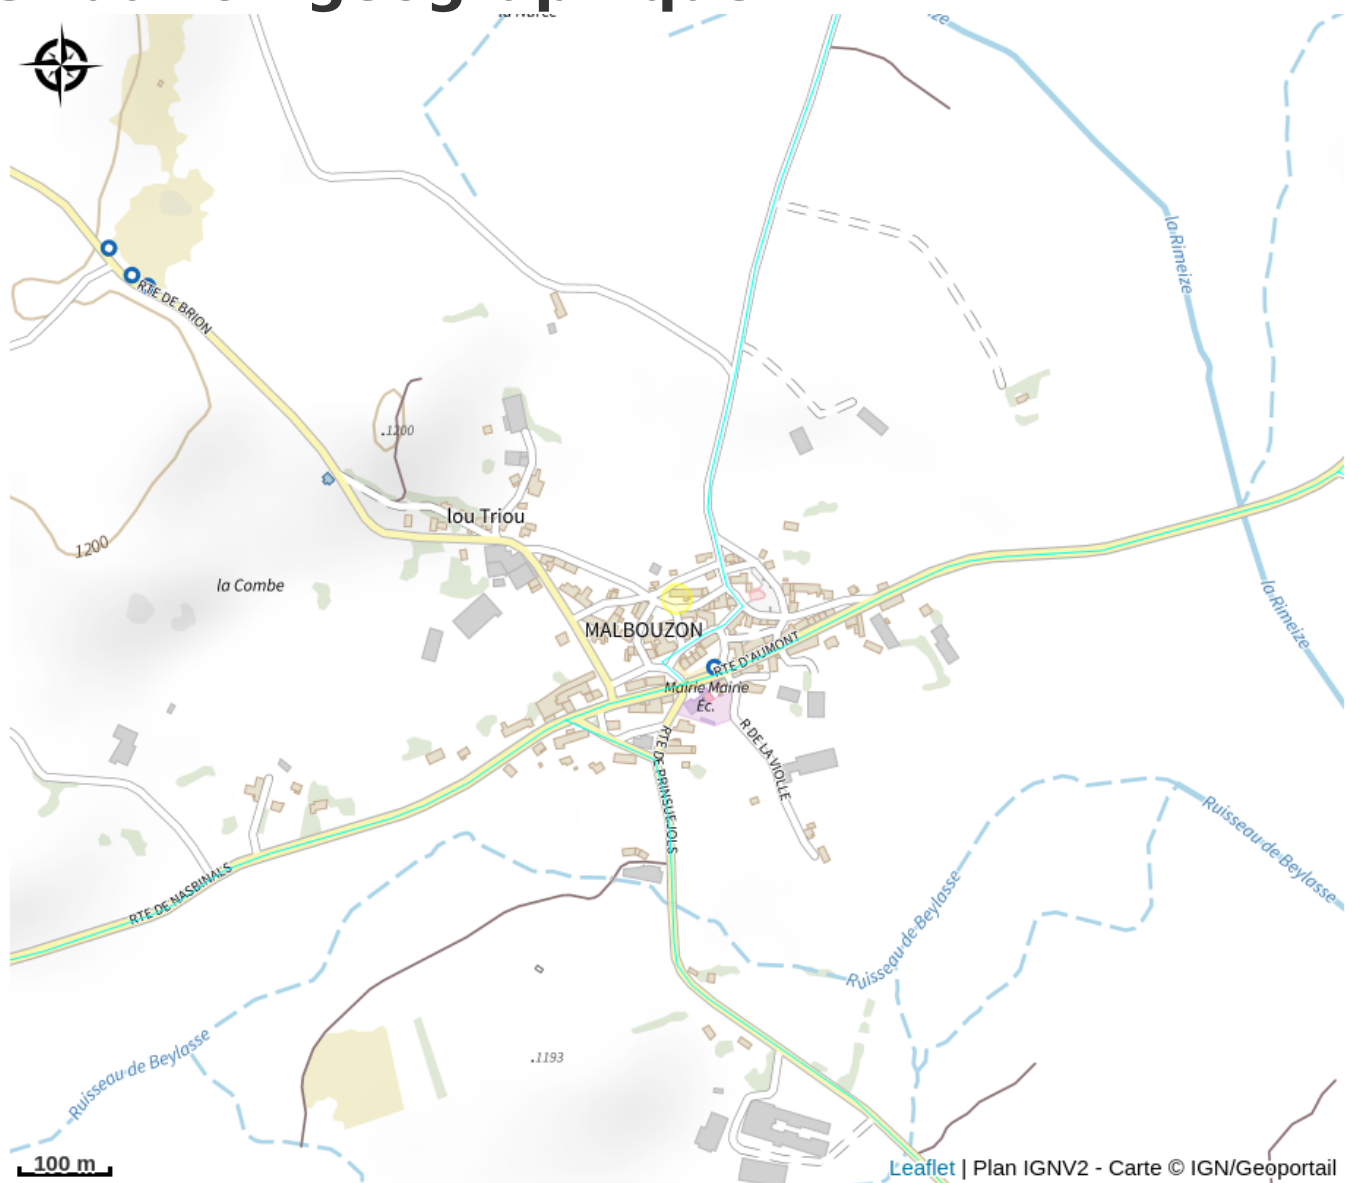 la Rimeize
RTE DE BRION
.1200
lou Triou
1200
la Combe
la Rimeize
MALBOUZON
RTE D'AUMONT
Mairie Mairie
Éc.
R DE LA VIOLLE
RTE DE PRINSUEJOLS
Ruisseau de Beylasse
RTE DE NASBINALS
Ruisseau de Beylasse
Ruisseau de Beylasse
.1193
100 m
Leaflet | Plan IGNV2 - Carte © IGN/Geoportail